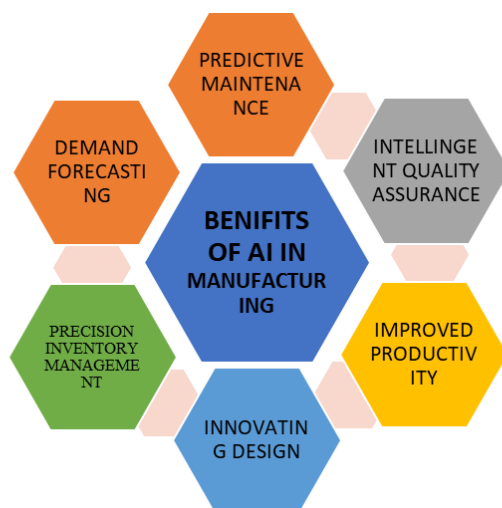 PREDICTIVE
MAINTENA
NCE
INTELLINGE
NT QUALITY
ASSURANCE
IMPROVED
PRODUCTIV
ITY
INNOVATIN
G DESIGN
PRECISION
INVENTORY
MANAGEME
NT
DEMAND
FORECASTI
NG
BENIFITS
OF AI IN
MANUFACTUR
ING